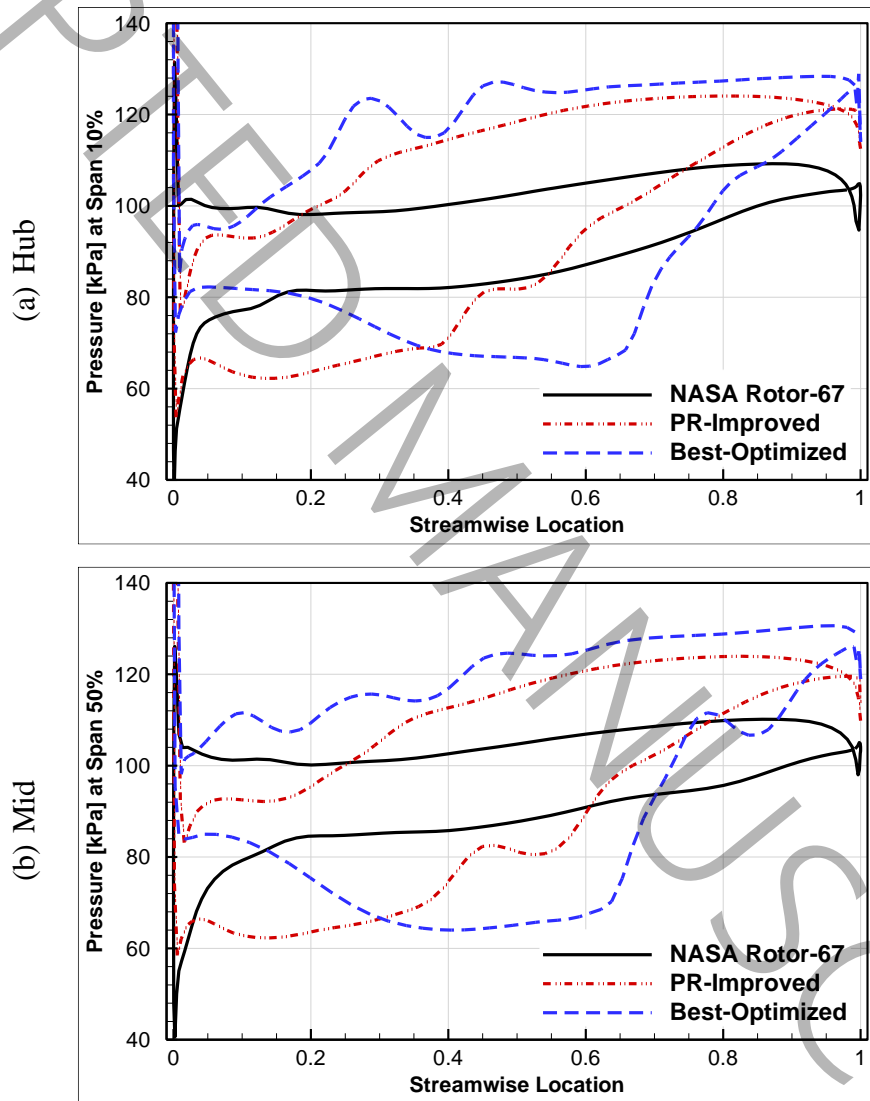 PTED MANUSC
(a) Hub
Pressure [kPa] at Span 10%
140
120
100
80
60
40
0
0.2
0.4
0.6
0.8
1
Streamwise Location
NASA Rotor-67
PR-Improved
Best-Optimized
(b) Mid
Pressure [kPa] at Span 50%
140
120
100
80
60
40
0
0.2
0.4
0.6
0.8
1
Streamwise Location
NASA Rotor-67
PR-Improved
Best-Optimized